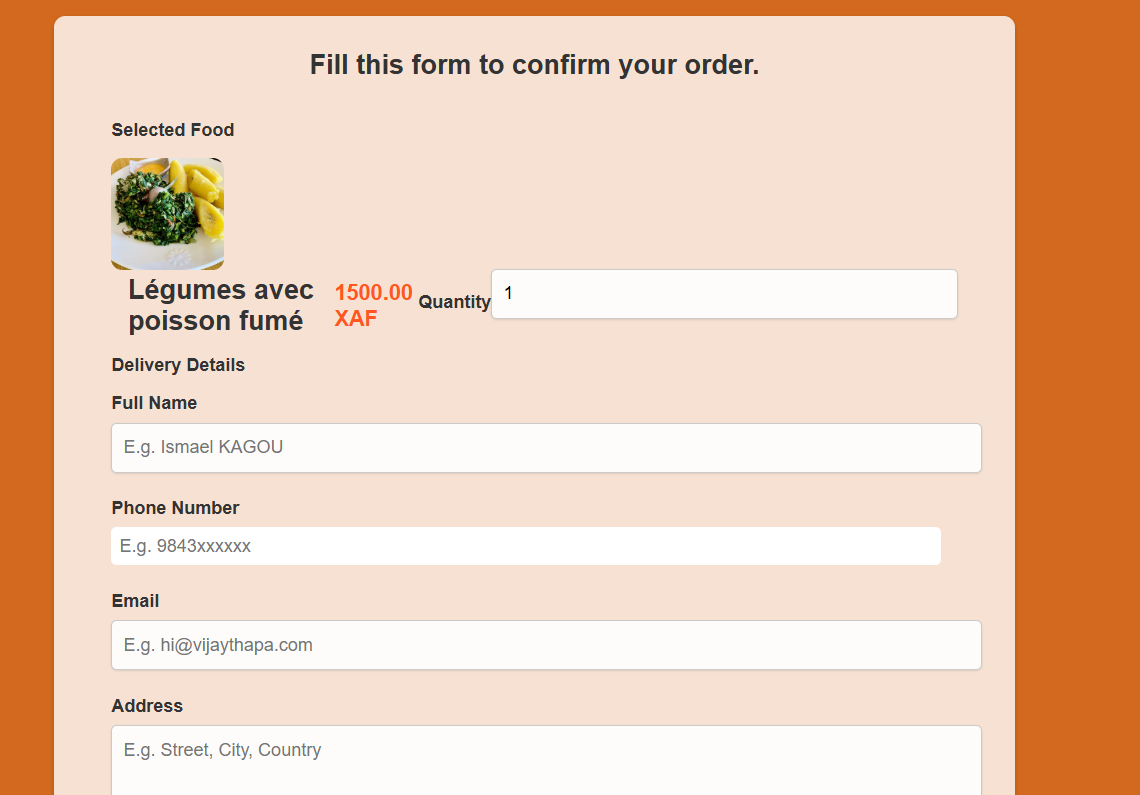 Fill this form to confirm your order.
Selected Food
Légumes avec
poisson fumé
1500.00
XAF
Quantity
1
Delivery Details
Full Name
E.g. Ismael KAGOU
Phone Number
E.g. 9843xxxxxx
Email
E.g. hi@vijaythapa.com
Address
E.g. Street, City, Country